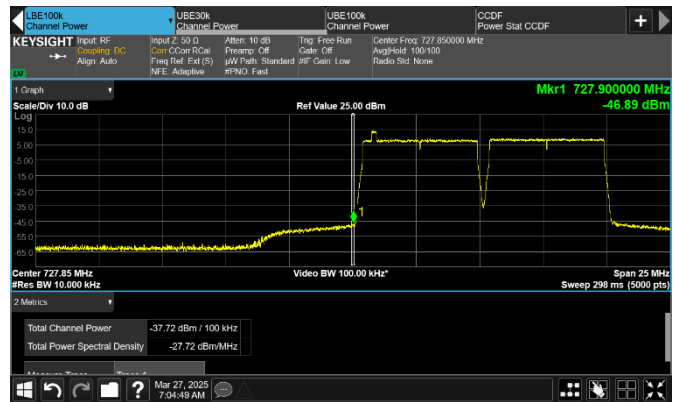 LBE100k
Channel Power
UBE30k
Channel Power
UBE100k
Channel Power
CCDF
Power Stat CCDF
KEYSIGHT
Input: RF
Coupling: DC
Align: Auto
Input Z: 50 Ω
Corr CCorr RCal
Freq Ref: Ext (S)
NFE: Adaptive
Atten: 10 dB
Preamp: Off
µW Path: Standard
#PNO: Fast
Trig: Free Run
Gate: Off
#IF Gain: Low
Center Freq: 727.850000 MHz
Avg|Hold: 100/100
Radio Std: None
LXI
1 Graph
Mkr1 727.900000 MHz
Scale/Div 10.0 dB
Ref Value 25.00 dBm
-46.89 dBm
Log
15.0
5.00
-5.00
-15.0
-25.0
-35.0
-45.0
-55.0
-65.0
1
Center 727.85 MHz
Video BW 100.00 kHz*
Span 25 MHz
#Res BW 10.000 kHz
Sweep 298 ms (5000 pts)
2 Metrics
Total Channel Power -37.72 dBm / 100 kHz
Total Power Spectral Density -27.72 dBm/MHz
Mar 27, 2025
7:04:49 AM